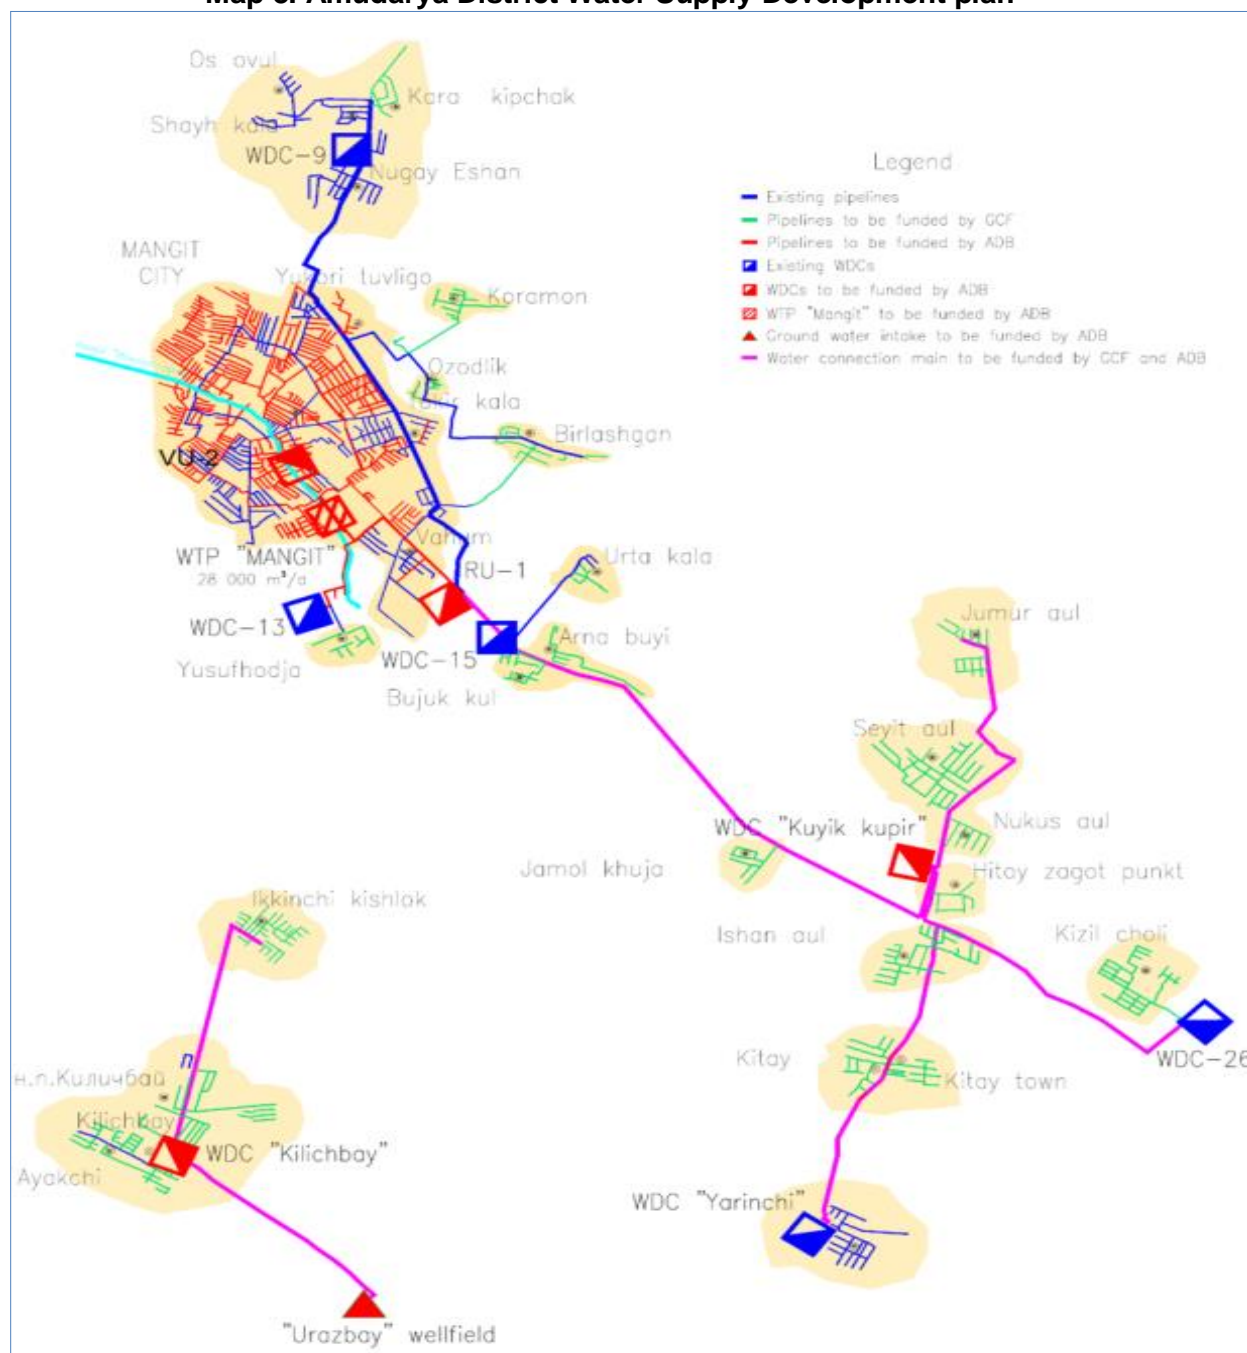 Map 3: Amudarya District Water Supply Development plan
Os ovul
Kara kipchak
Shayh kala
WDC-9
Nugay Eshan
Legend
Existing pipelines
Pipelines to be funded by GCF
Pipelines to be funded by ADB
Existing WDCs
WDCs to be funded by ADB
WTP "Mangit" to be funded by ADB
Ground water intake to be funded by ADB
Water connection main to be funded by GCF and ADB
MANGIT
CITY
Yukori tuvligo
Koramon
Ozodlik
kala
Birlashgan
VU-2
WTP "MANGIT"
28 000 m³/d
RU-1
Urta kala
WDC-13
Yusufhodja
WDC-15
Arna buyi
Bujuk kul
Jumur aul
Seyit aul
WDC "Kuyik kupir"
Nukus aul
Jamol khuja
Hitoy zagot punkt
Ikkinchi kishlak
Ishan aul
Kizil choli
WDC-26
Kitay
Kitay town
н.п.Киличбай
Kilichbay
WDC "Kilichbay"
Ayakchi
WDC "Yarinchi"
"Urazbay" wellfield